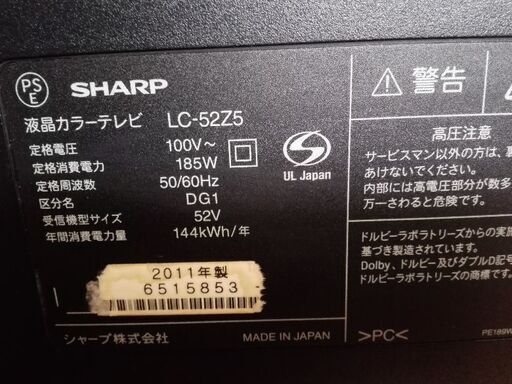 PS
E
SHARP
液晶カラーテレビ LC-52Z5
定格電圧 100V～
定格消費電力 185W
定格周波数 50/60Hz
区分名 DG1
受信機型サイズ 52V
年間消費電力量 144kWh/年
UL Japan
2011年製
6515853
シャープ株式会社 MADE IN JAPAN
警告
高圧注意
サービスマン以外の方は、裏
あけないでください。
内部には高電圧部分が数多
万一さわると危険です。
ドルビーラボラトリーズからの実施
基づき製造されています。
Dolby、ドルビー及びダブルD記号
ラボラトリーズの商標です。
>PC<
PE189W